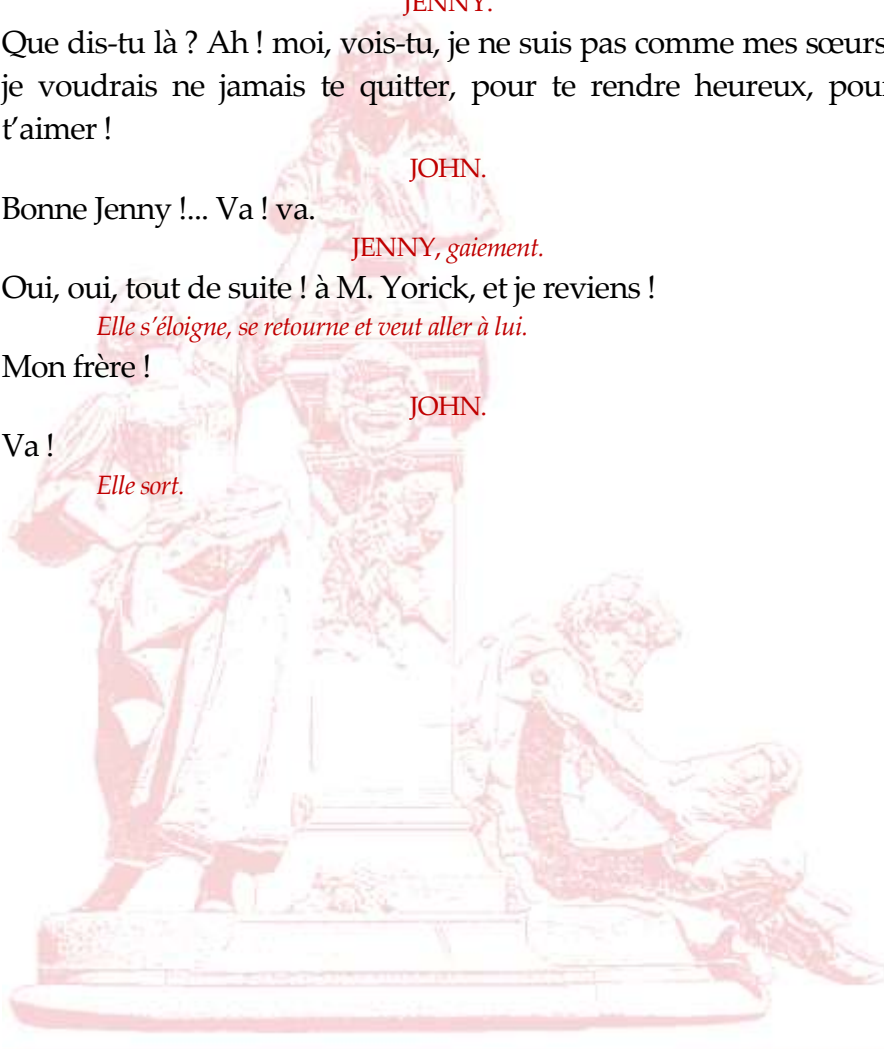 JENNY.
Que dis-tu là ? Ah ! moi, vois-tu, je ne suis pas comme mes sœurs
je voudrais ne jamais te quitter, pour te rendre heureux, pour
t’aimer !
JOHN.
Bonne Jenny !... Va ! va.
JENNY, gaiement.
Oui, oui, tout de suite ! à M. Yorick, et je reviens !
Elle s’éloigne, se retourne et veut aller à lui.
Mon frère !
JOHN.
Va !
Elle sort.